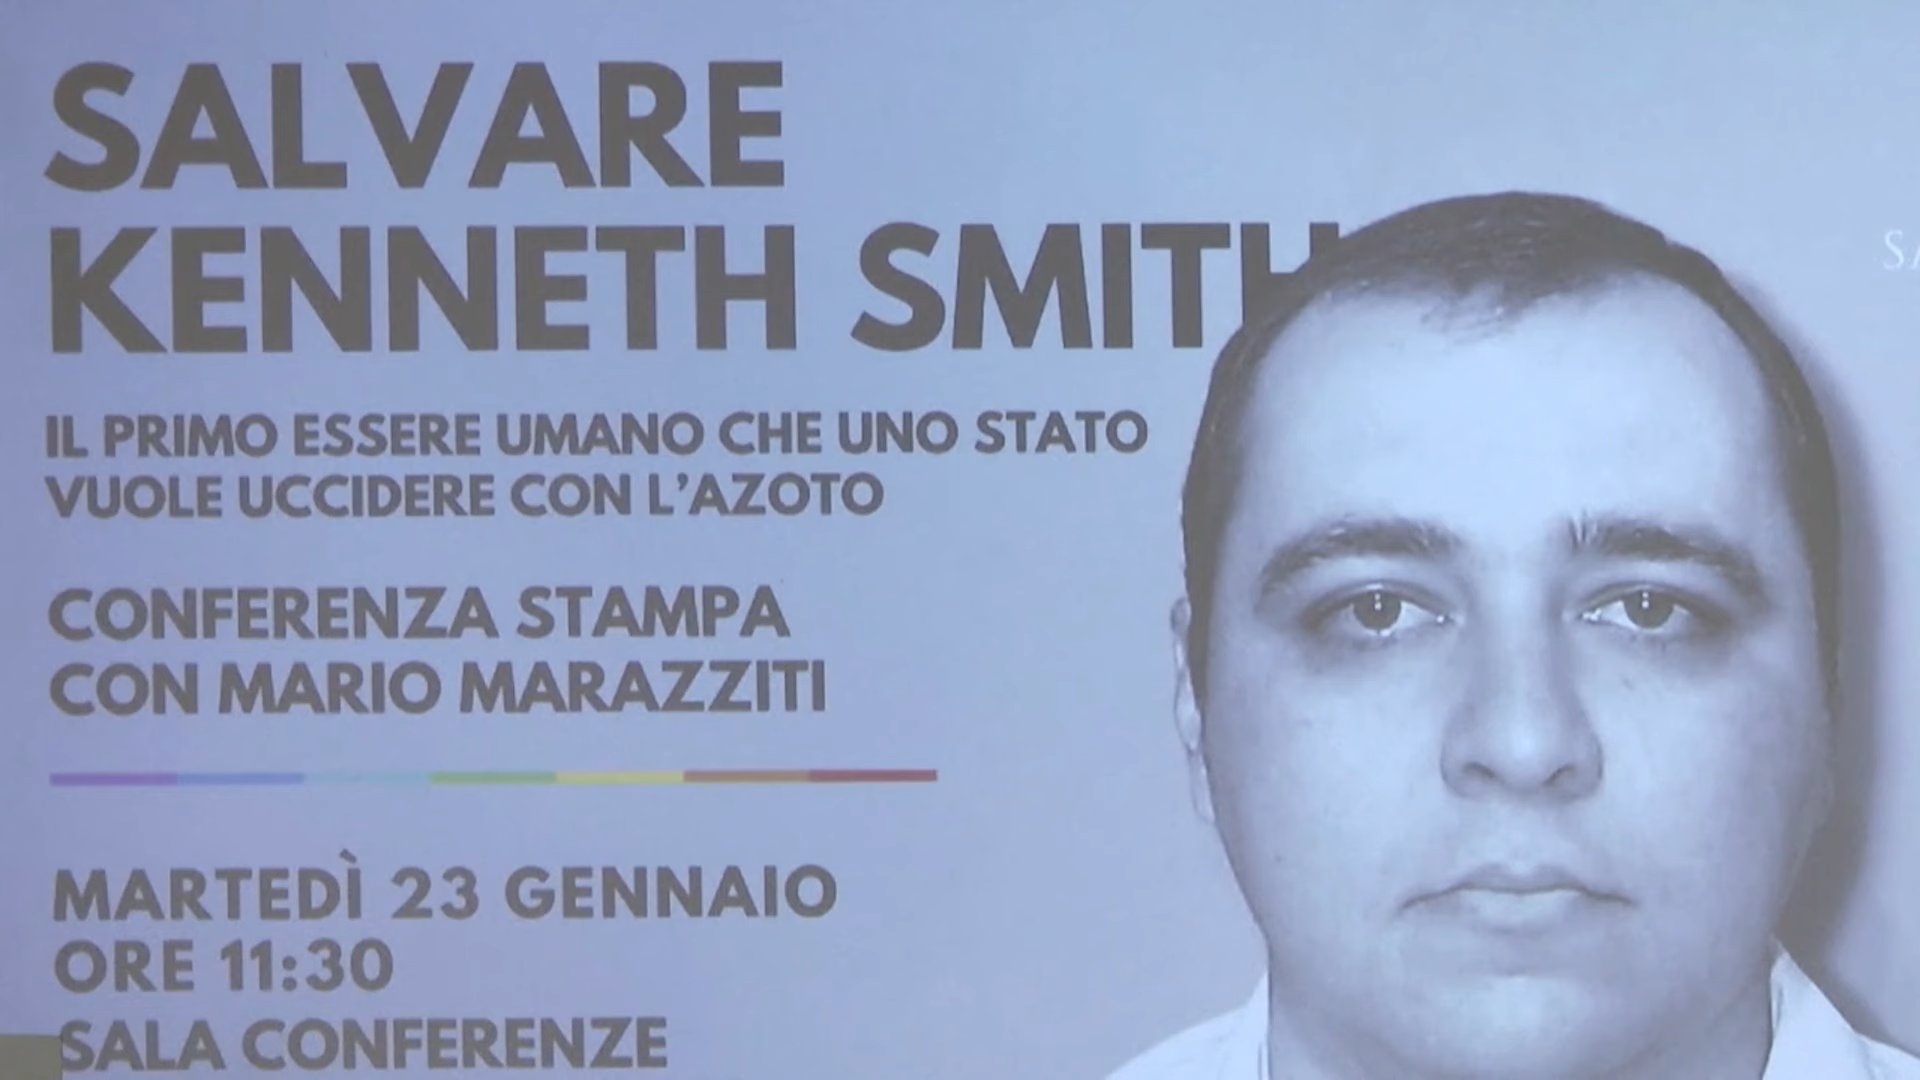 SALVARE
KENNETH SMITH
IL PRIMO ESSERE UMANO CHE UNO STATO
VUOLE UCCIDERE CON L'AZOTO
CONFERENZA STAMPA
CON MARIO MARAZZITI
MARTEDÌ 23 GENNAIO
ORE 11:30
SALA CONFERENZE